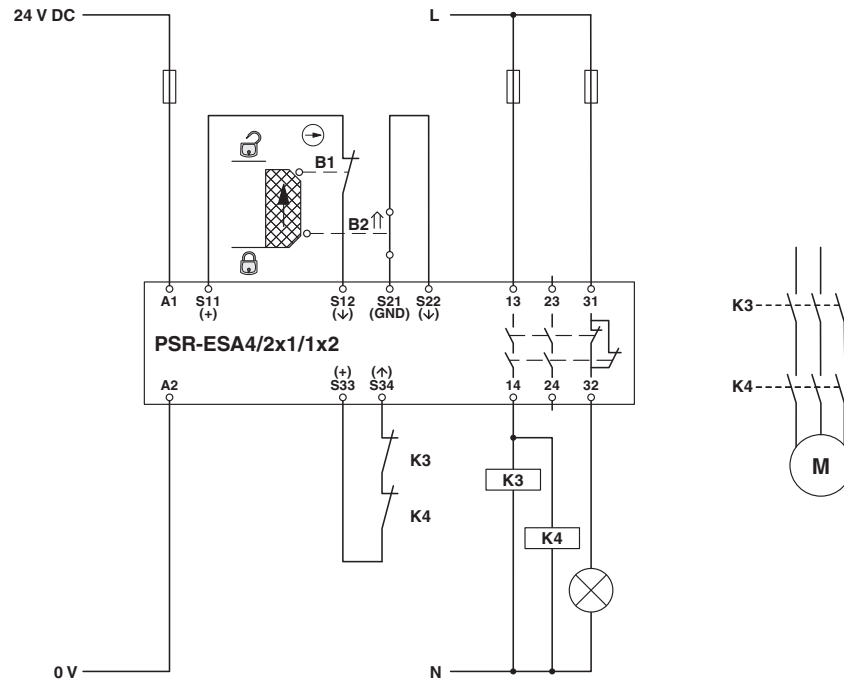 24 V DC
L
B1
B2
A1 S11 S12 S21 S22 13 23 31
(+) (↓) (GND) (↓)
K3
PSR-ESA4/2x1/1x2
(+) (↑)
A2 S33 S34 14 24 32
K4
K3
K3
M
K4
K4
0 V
N